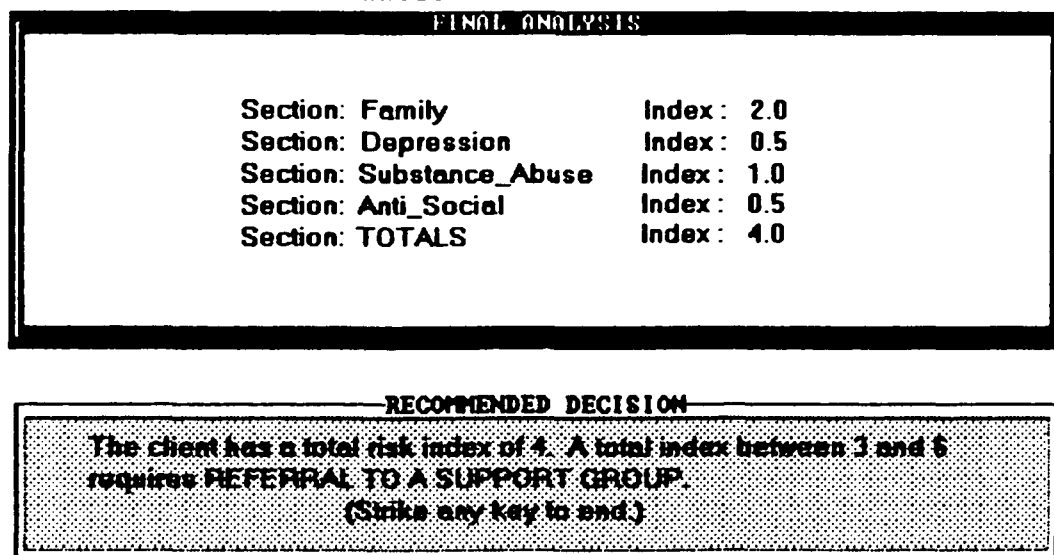 FINAL ANALYSIS
Section: Family Index: 2.0
Section: Depression Index: 0.5
Section: Substance_Abuse Index: 1.0
Section: Anti_Social Index: 0.5
Section: TOTALS Index: 4.0
RECOMMENDED DECISION
The client has a total risk index of 4. A total index between 3 and 6
requires REFERRAL TO A SUPPORT GROUP.
(Strike any key to end.)